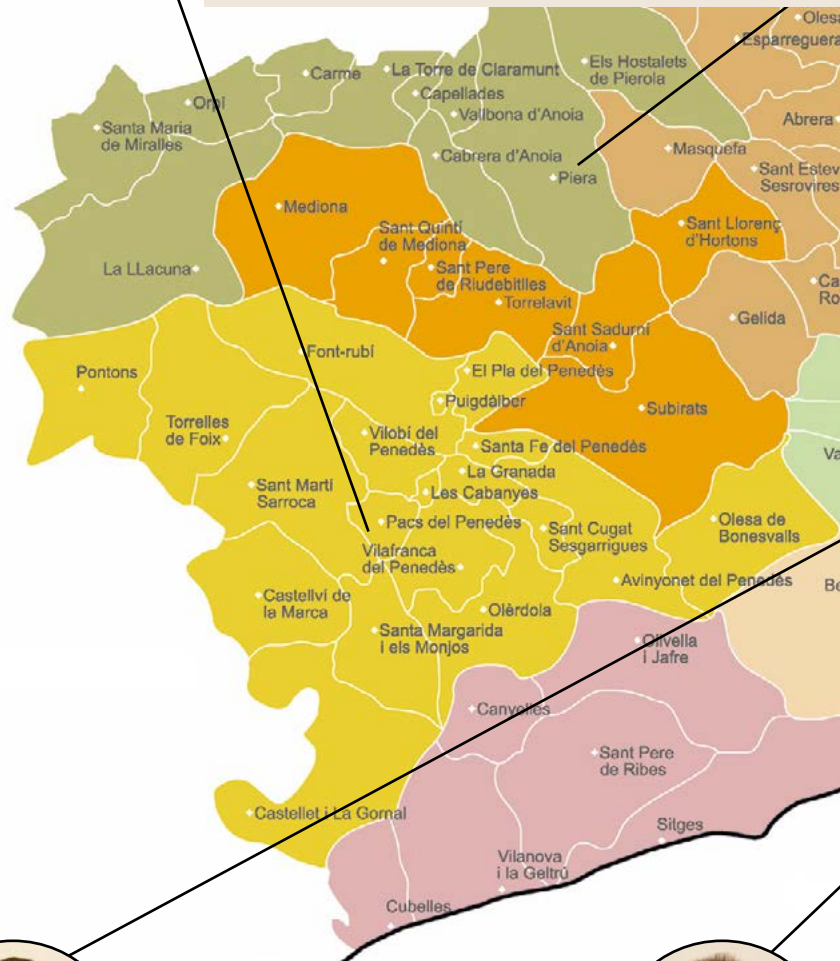 Olesa
Esparreguera
Els Hostalets
de Pierola
Carme
La Torre de Claramunt
Capellades
Orpí
Vallbona d'Anoia
Abrera
Santa Maria
de Miralles
Cabrera d'Anoia
Masquefa
Piera
Sant Estev
Sesrovires
Mediona
Sant Quintí
de Mediona
Sant Llorenç
d'Hortons
La LLacuna
Sant Pere
de Riudebitlles
Torrelavit
Ca
Ro
Gelida
Sant Sadurní
d'Anoia
Font-rubí
El Pla del Penedès
Pontons
Puigdàlber
Subirats
Torrelles
de Foix
Vilobí del
Penedès
Santa Fe del Penedès
Va
La Granada
Sant Martí
Sarroca
Les Cabanyes
Pacs del Penedès
Sant Cugat
Sesgarrigues
Olesa de
Bonesvalls
Vilafranca
del Penedès
Avinyonet del Penedès
Be
Castellví de
la Marca
Olèrdola
Santa Margarida
i els Monjos
Olivella
i Jafre
Canyelles
Sant Pere
de Ribes
Castellet i La Gornal
Sitges
Vilanova
i la Geltrú
Cubelles